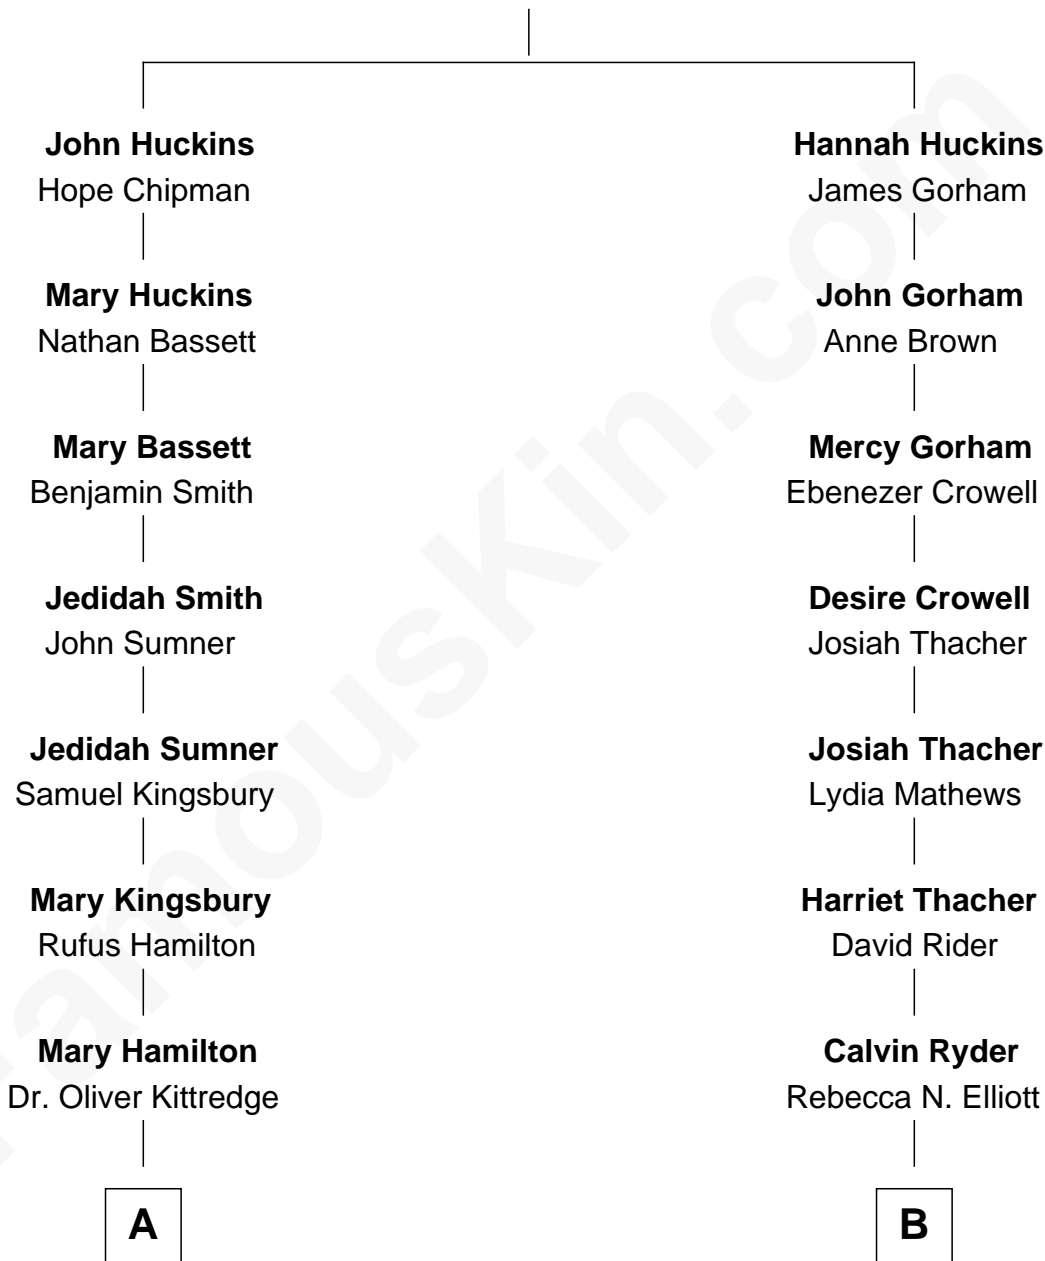 John Huckins
Hope Chipman
Mary Huckins
Nathan Bassett
Mary Bassett
Benjamin Smith
Jedidah Smith
John Sumner
Jedidah Sumner
Samuel Kingsbury
Mary Kingsbury
Rufus Hamilton
Mary Hamilton
Dr. Oliver Kittredge
A
Hannah Huckins
James Gorham
John Gorham
Anne Brown
Mercy Gorham
Ebenezer Crowell
Desire Crowell
Josiah Thacher
Josiah Thacher
Lydia Mathews
Harriet Thacher
David Rider
Calvin Ryder
Rebecca N. Elliott
B
FamousKin.com